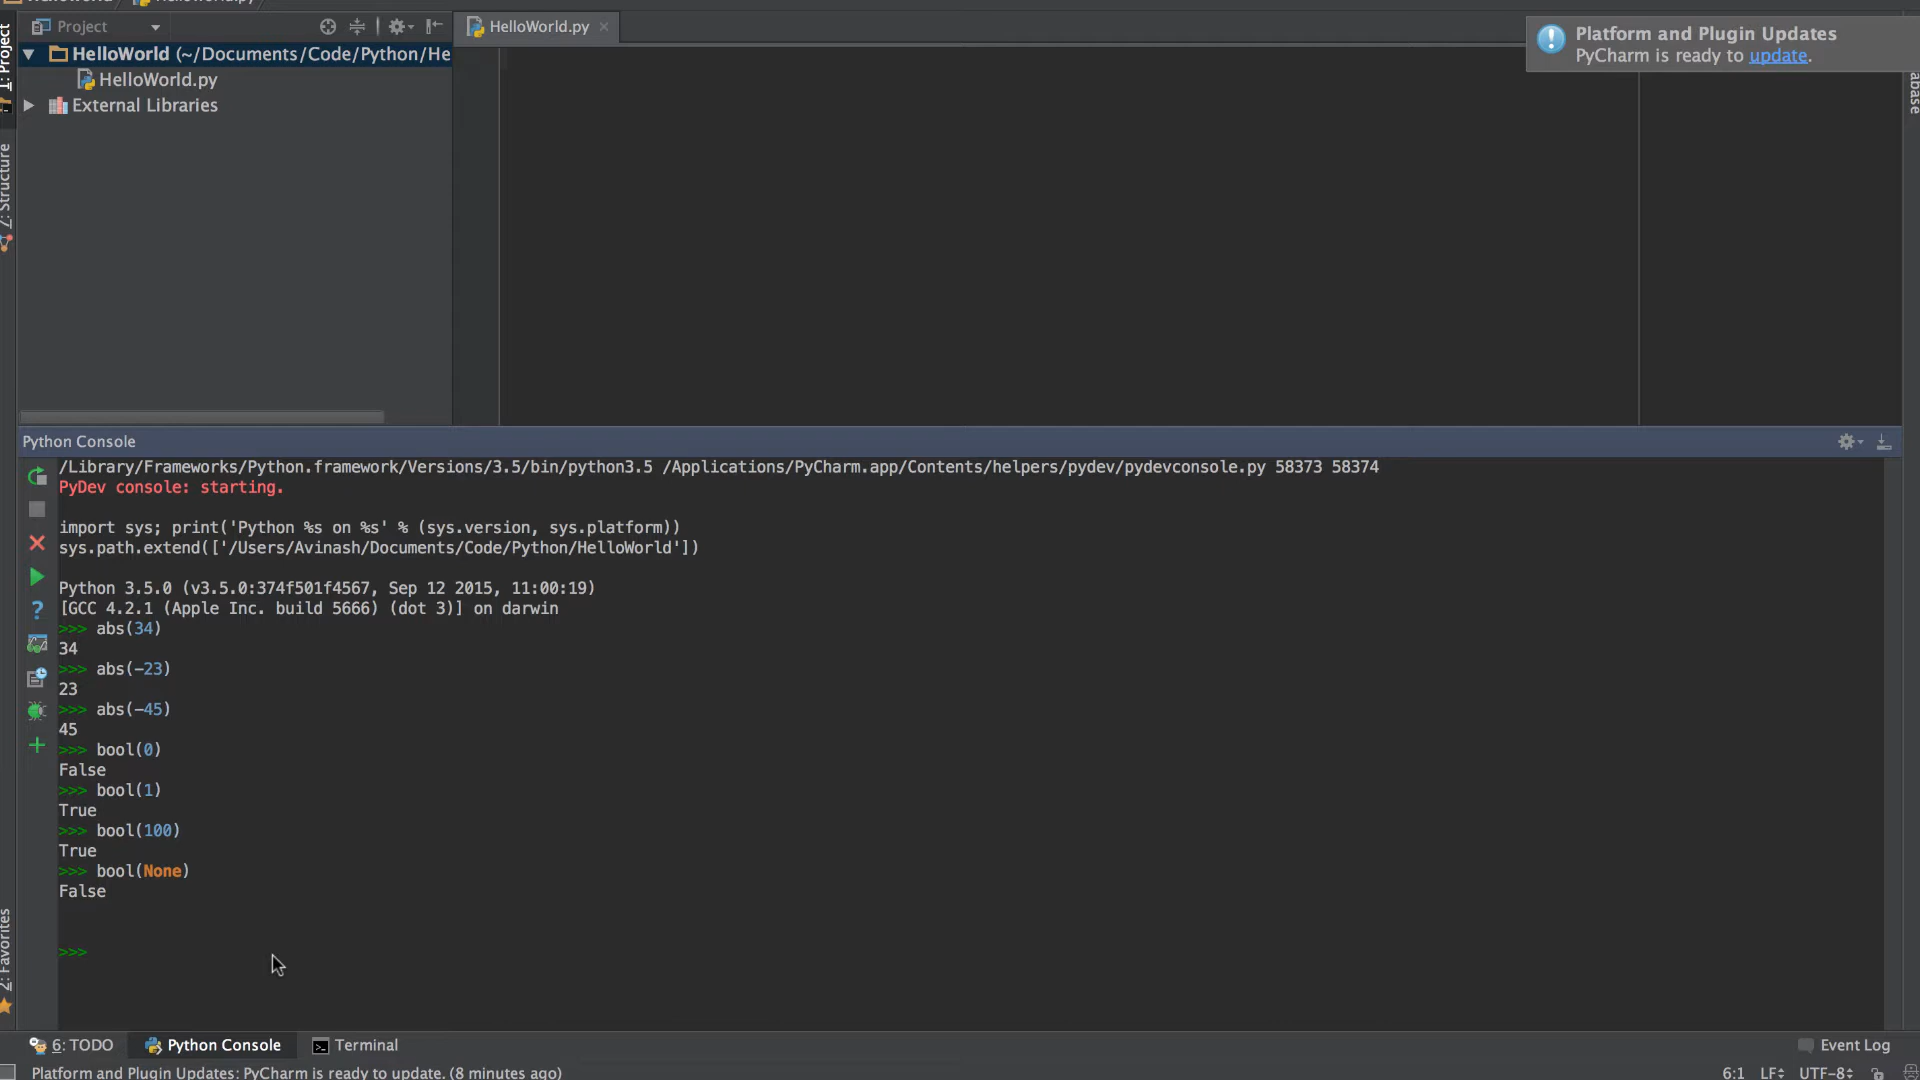 Project
HelloWorld.py
Platform and Plugin Updates
PyCharm is ready to update.
1: Project
HelloWorld (~/Documents/Code/Python/He
HelloWorld.py
External Libraries
Z: Structure
Python Console
/Library/Frameworks/Python.framework/Versions/3.5/bin/python3.5 /Applications/PyCharm.app/Contents/helpers/pydev/pydevconsole.py 58373 58374
PyDev console: starting.
import sys; print('Python %s on %s' % (sys.version, sys.platform))
sys.path.extend(['/Users/Avinash/Documents/Code/Python/HelloWorld'])
Python 3.5.0 (v3.5.0:374f501f4567, Sep 12 2015, 11:00:19)
[GCC 4.2.1 (Apple Inc. build 5666) (dot 3)] on darwin
>>> abs(34)
34
>>> abs(-23)
23
>>> abs(-45)
45
>>> bool(0)
False
>>> bool(1)
True
>>> bool(100)
True
>>> bool(None)
False
>>>
2: Favorites
6: TODO
Python Console
Terminal
Event Log
Platform and Plugin Updates: PyCharm is ready to update. (8 minutes ago)
6:1 LF UTF-8